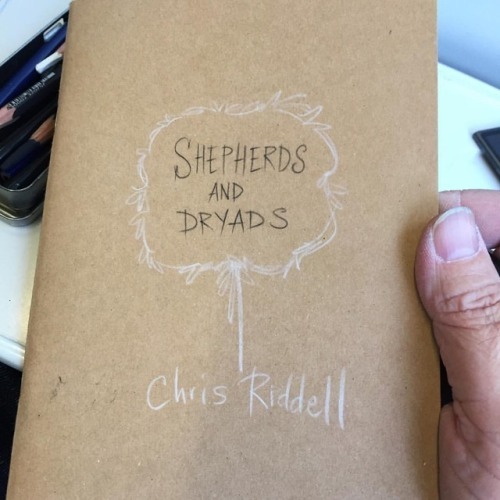 SHEPHERDS
AND
DRYADS
Chris Riddell